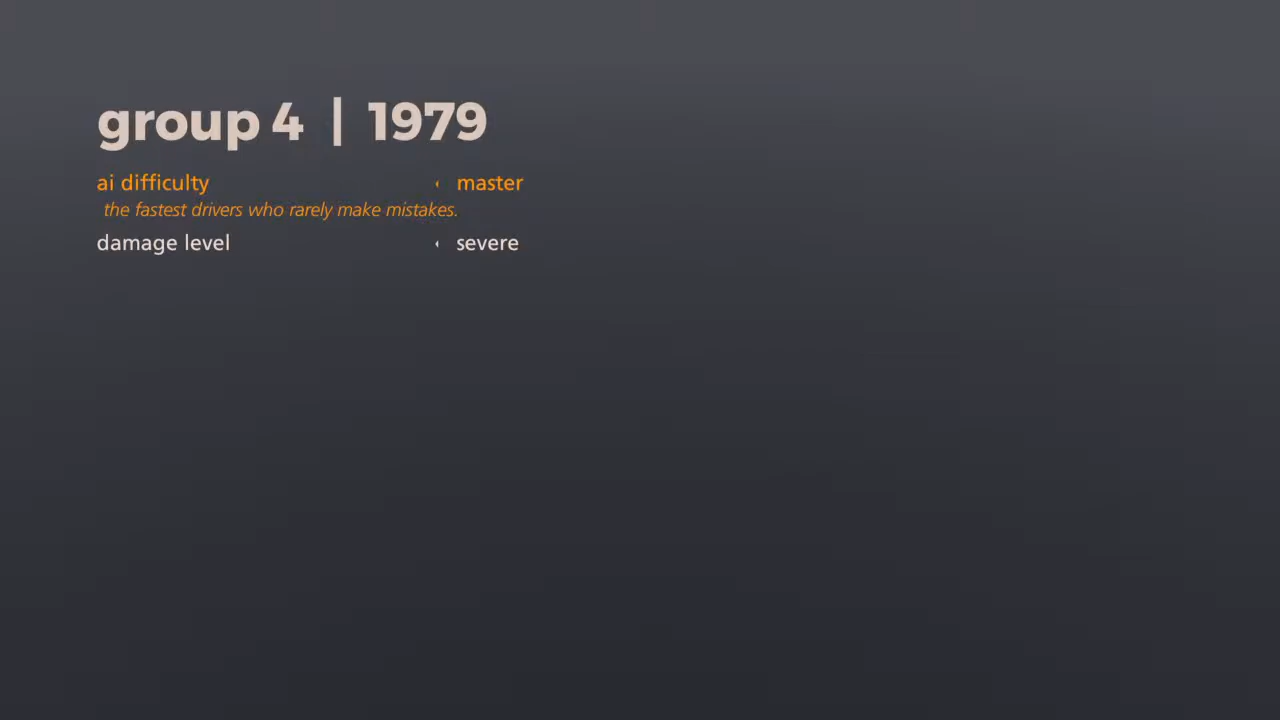 group 4 | 1979
ai difficulty master
the fastest drivers who rarely make mistakes.
damage level severe